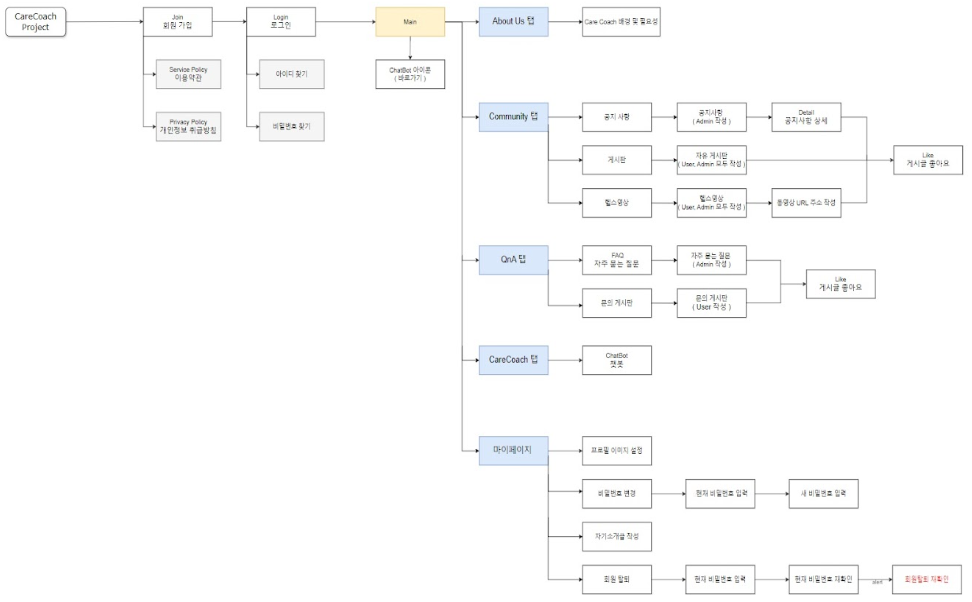 CareCoach
Project
Join
회원 가입
Login
로그인
Main
About Us 탭
Care Coach 배경 및 필요성
Service Policy
이용약관
아이디 찾기
ChatBot 아이콘
( 바로가기 )
Privacy Policy
개인정보 취급방침
비밀번호 찾기
Community 탭
공지 사항
공지사항
( Admin 작성 )
Detail
공지사항 상세
게시판
자유 게시판
( User, Admin 모두 작성 )
Like
게시글 좋아요
헬스영상
헬스영상
( User, Admin 모두 작성 )
동영상 URL 주소 작성
QnA 탭
FAQ
자주 묻는 질문
자주 묻는 질문
( Admin 작성 )
Like
게시글 좋아요
문의 게시판
문의 게시판
( User 작성 )
CareCoach 탭
ChatBot
챗봇
마이페이지
프로필 이미지 설정
비밀번호 변경
현재 비밀번호 입력
새 비밀번호 입력
자기소개글 작성
회원 탈퇴
현재 비밀번호 입력
현재 비밀번호 재확인
alert
회원탈퇴 재확인